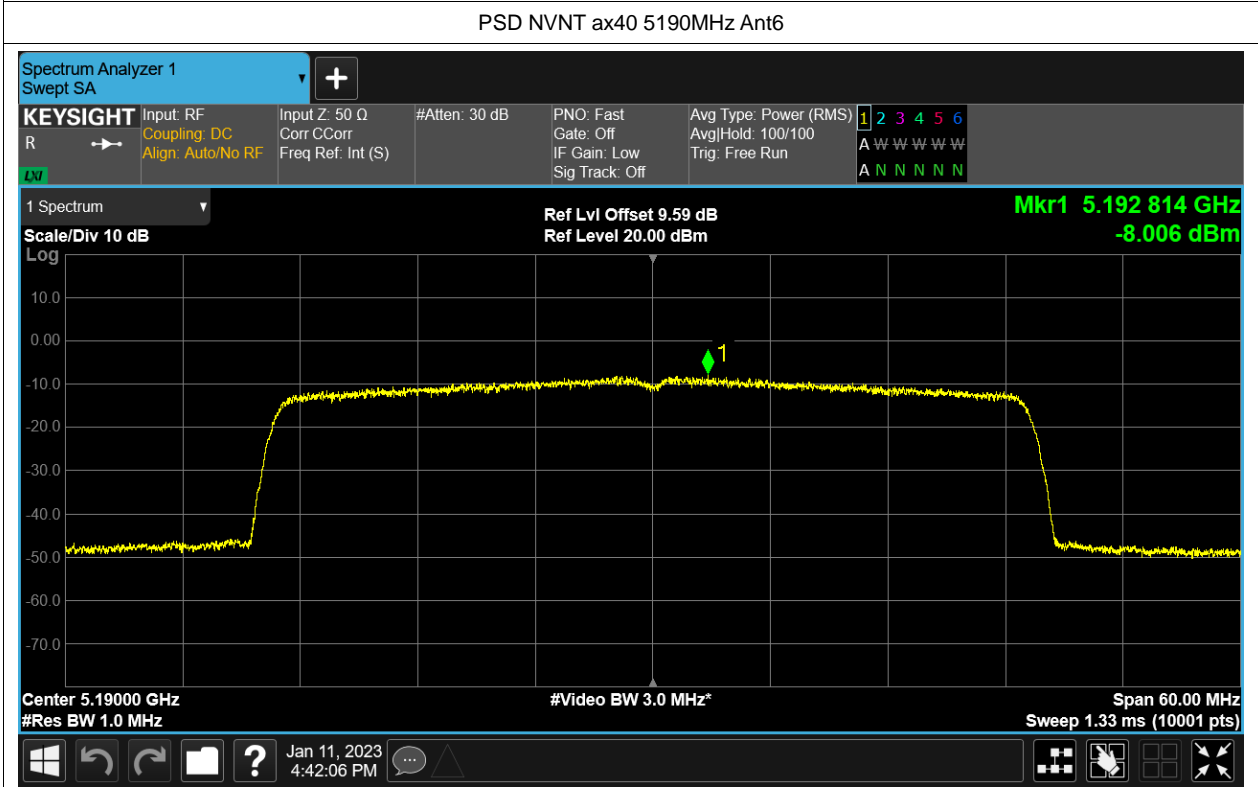 PSD NVNT ax40 5190MHz Ant6
Spectrum Analyzer 1
Swept SA
KEYSIGHT
R
LXI
Input: RF
Coupling: DC
Align: Auto/No RF
Input Z: 50 Ω
Corr CCorr
Freq Ref: Int (S)
#Atten: 30 dB
PNO: Fast
Gate: Off
IF Gain: Low
Sig Track: Off
Avg Type: Power (RMS)
Avg|Hold: 100/100
Trig: Free Run
1 2 3 4 5 6
A W W W W W
A N N N N N
1 Spectrum
Scale/Div 10 dB
Log
Ref Lvl Offset 9.59 dB
Ref Level 20.00 dBm
Mkr1 5.192 814 GHz
-8.006 dBm
10.0
0.00
-10.0
-20.0
-30.0
-40.0
-50.0
-60.0
-70.0
1
Center 5.19000 GHz
#Res BW 1.0 MHz
#Video BW 3.0 MHz*
Span 60.00 MHz
Sweep 1.33 ms (10001 pts)
?
Jan 11, 2023
4:42:06 PM